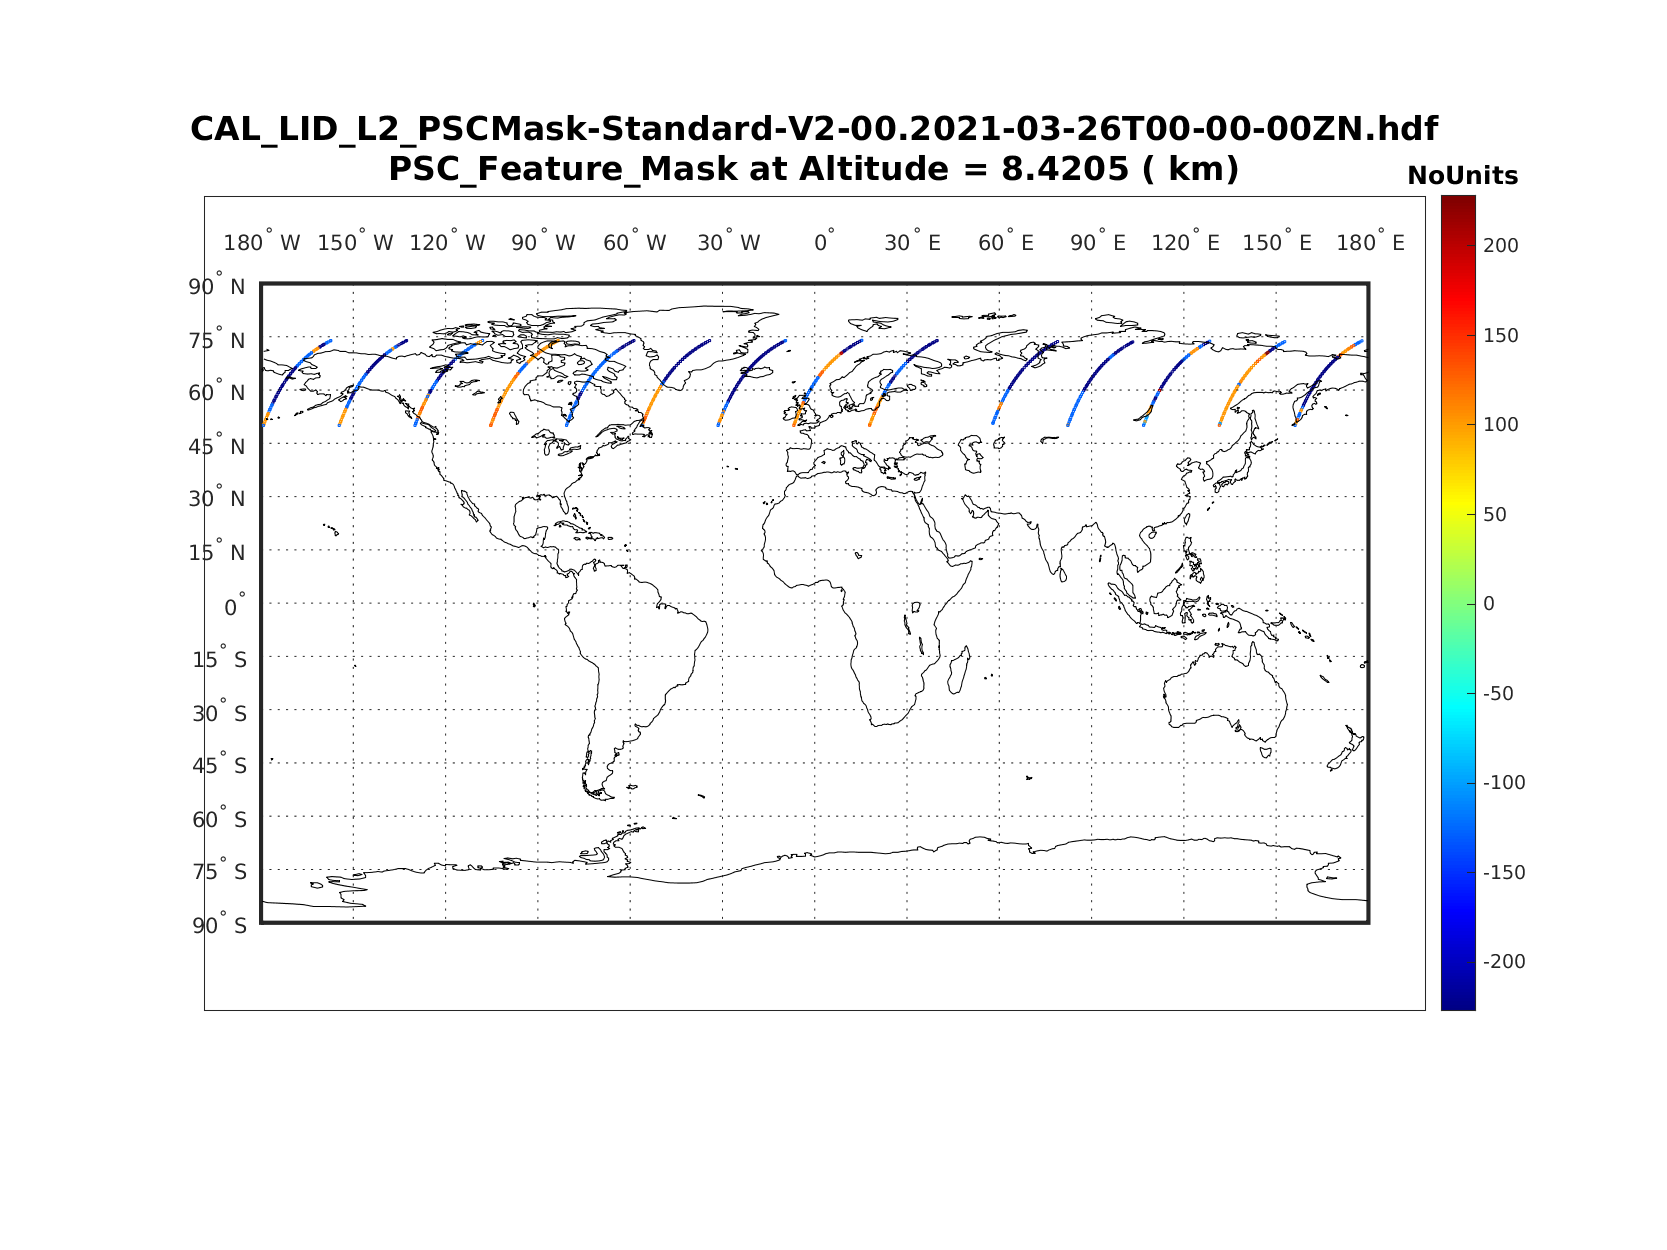 CAL_LID_L2_PSCMask-Standard-V2-00.2021-03-26T00-00-00ZN.hdf
PSC_Feature_Mask at Altitude = 8.4205 ( km)
NoUnits
180° W 150° W 120° W 90° W 60° W 30° W 0° 30° E 60° E 90° E 120° E 150° E 180° E
90° N
75° N
60° N
45° N
30° N
15° N
0°
15° S
30° S
45° S
60° S
75° S
90° S
200
150
100
50
0
-50
-100
-150
-200